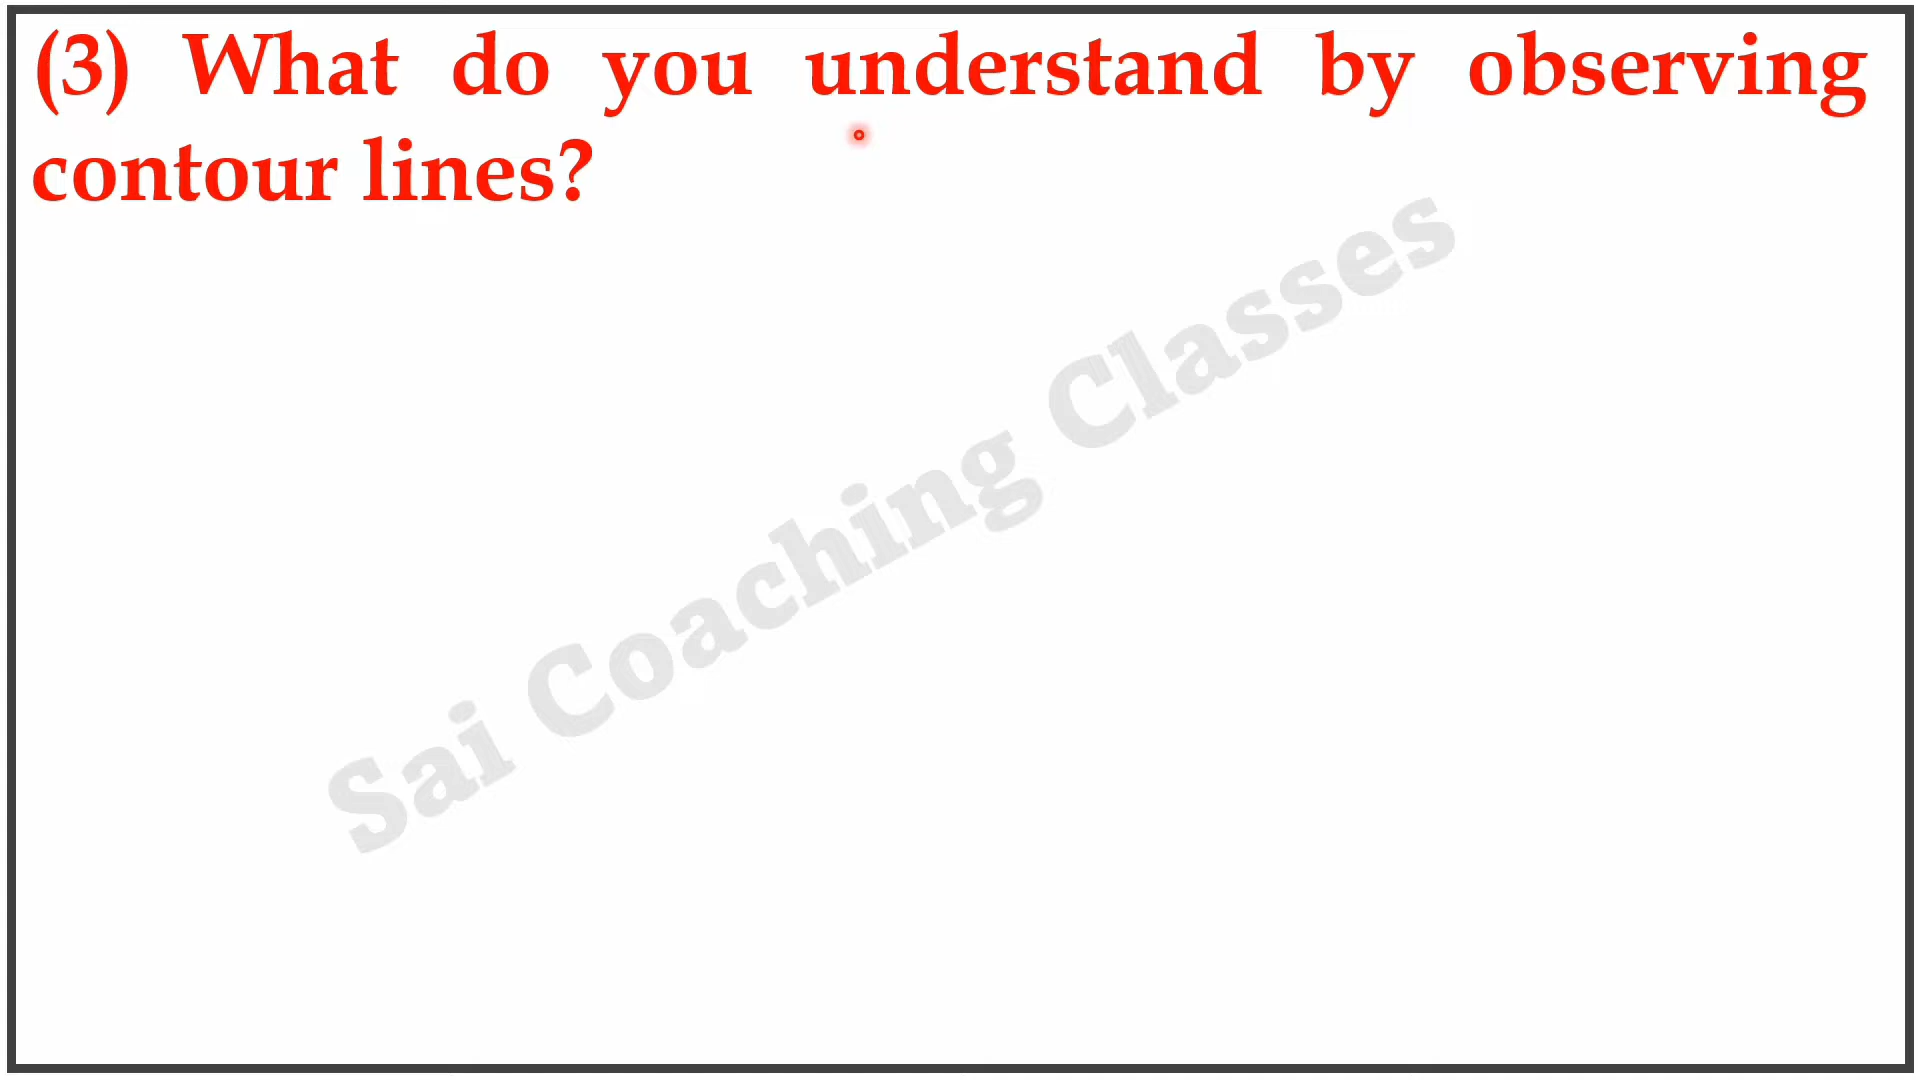 (3) What do you understand by observing
contour lines?
Sai Coaching Classes